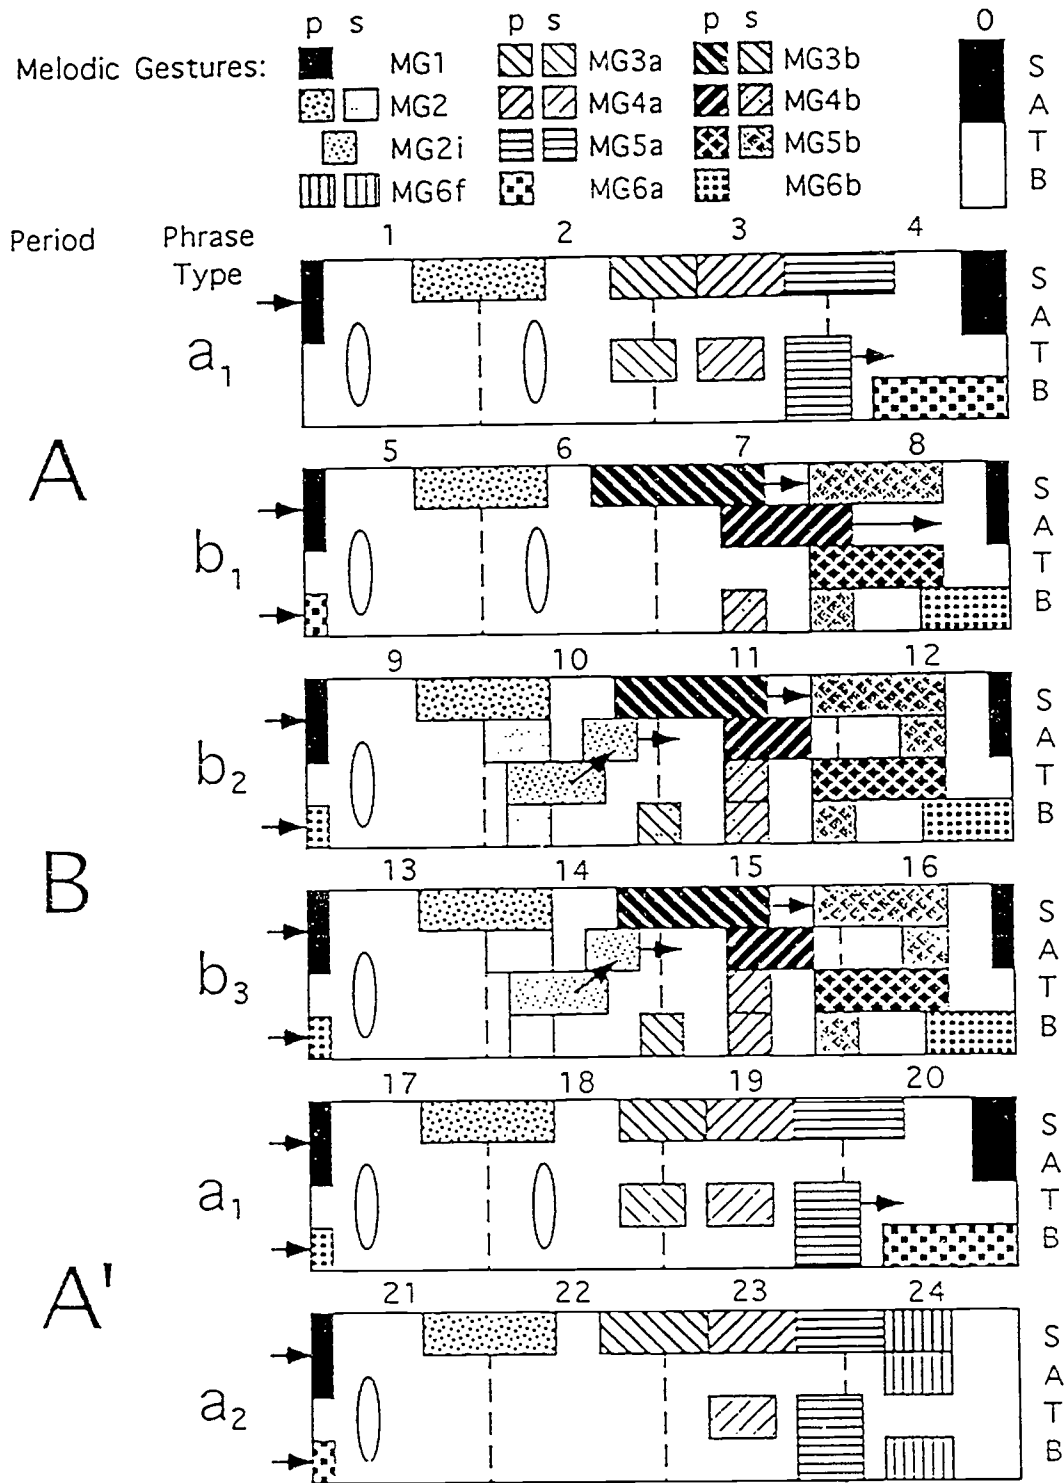 p s p s p s 0
Melodic Gestures: MG1 MG3a MG3b S
MG2 MG4a MG4b A
MG2i MG5a MG5b T
MG6f MG6a MG6b B
Period Phrase Type 1 2 3 4
a1 S A T B
A
5 6 7 8
b1 S A T B
9 10 11 12
b2 S A T B
B
13 14 15 16
b3 S A T B
17 18 19 20
a1 S A T B
A'
21 22 23 24
a2 S A T B